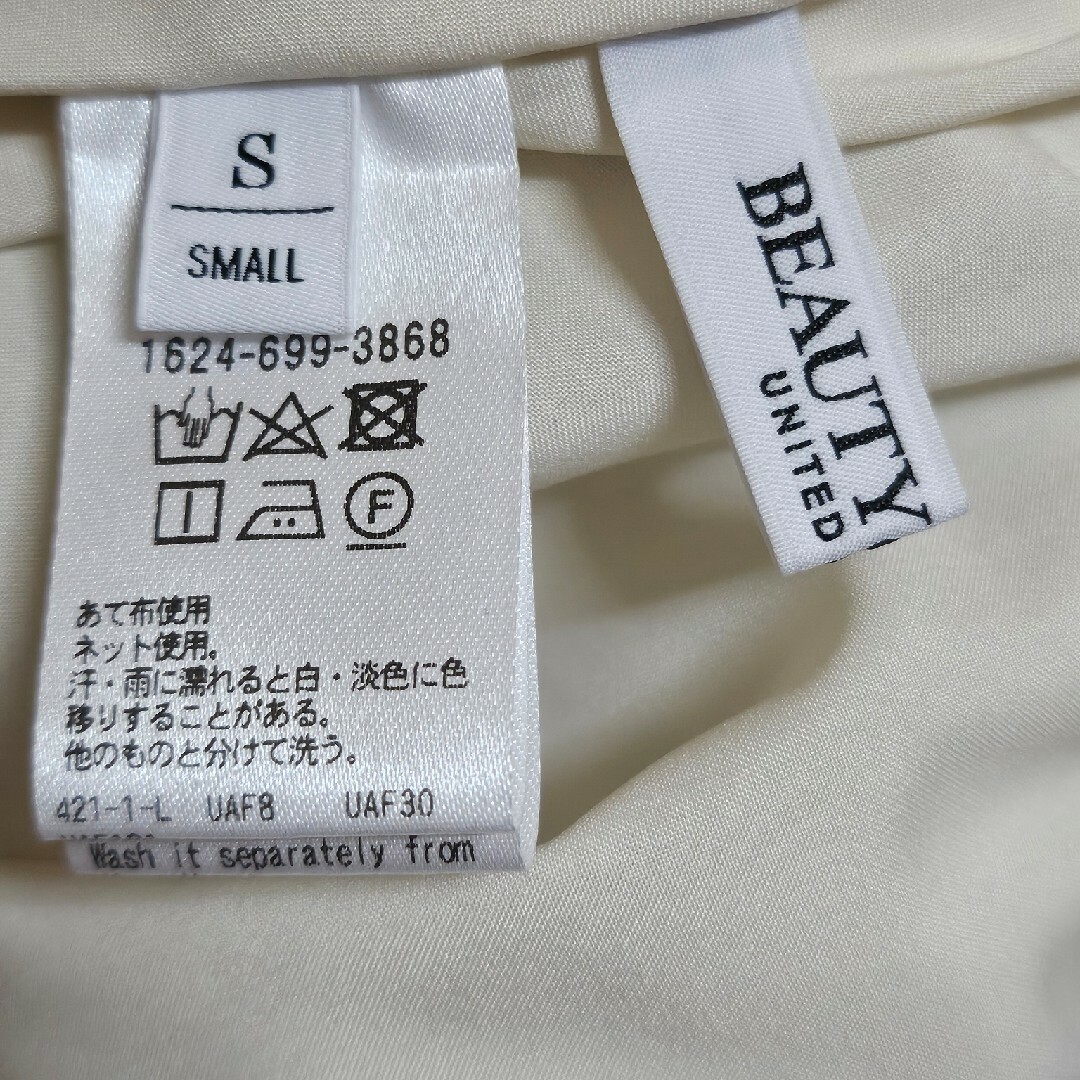 S
SMALL
1624-699-3868
F
あて布使用
ネット使用。
汗・雨に濡れると白・淡色に色
移りすることがある。
他のものと分けて洗う。
421-1-L UAF8 UAF30
Wash it separately from
BEAUTY
UNITED